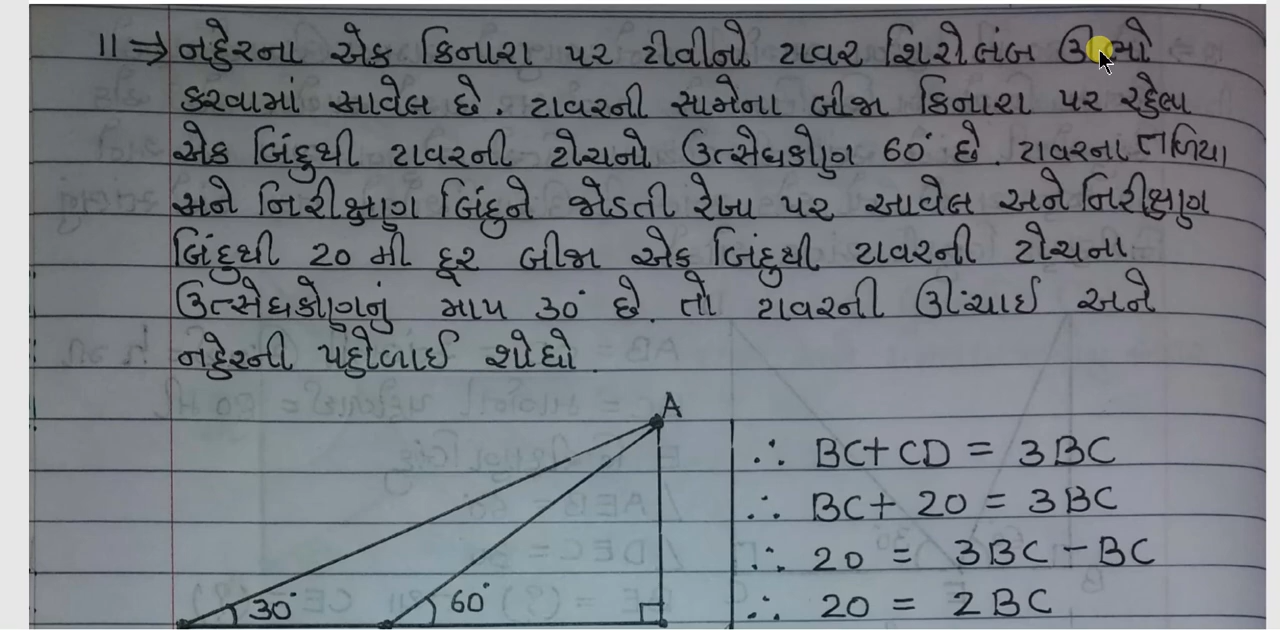 11 ⇒ નહેરના એક કિનારા પર ટીવીનો ટાવર શિરોલંબ ઊભો
કરવામાં આવેલ છે. ટાવરની સામેના બીજા કિનારા પર રહેલા
એક બિંદુથી ટાવરની ટોચનો ઉત્સેધકોણ 60° છે. ટાવરના તળિયા
અને નિરીક્ષણ બિંદુને જોડતી રેખા પર આવેલ અને નિરીક્ષણ
બિંદુથી 20 મી દૂર બીજા એક બિંદુથી ટાવરની ટોચના
ઉત્સેધકોણનું માપ 30° છે. તો ટાવરની ઊંચાઈ અને
નહેરની પહોળાઈ શોધો.
A
30°
60°
∴ BC + CD = 3BC
∴ BC + 20 = 3BC
∴ 20 = 3BC - BC
∴ 20 = 2BC